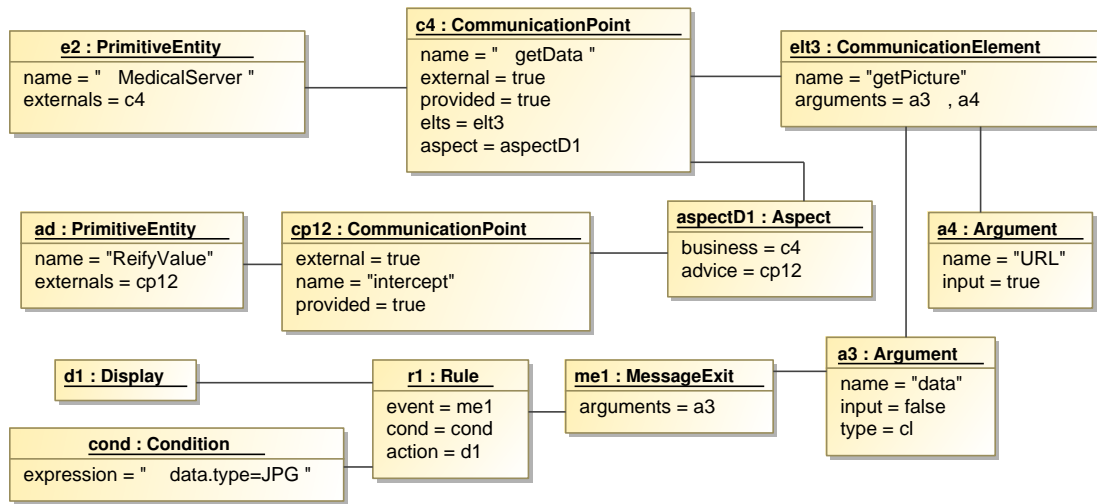 e2 : PrimitiveEntity
name = " MedicalServer "
externals = c4
c4 : CommunicationPoint
name = " getData "
external = true
provided = true
elts = elt3
aspect = aspectD1
elt3 : CommunicationElement
name = "getPicture"
arguments = a3 , a4
ad : PrimitiveEntity
name = "ReifyValue"
externals = cp12
cp12 : CommunicationPoint
external = true
name = "intercept"
provided = true
aspectD1 : Aspect
business = c4
advice = cp12
a4 : Argument
name = "URL"
input = true
d1 : Display
r1 : Rule
event = me1
cond = cond
action = d1
me1 : MessageExit
arguments = a3
a3 : Argument
name = "data"
input = false
type = cl
cond : Condition
expression = " data.type=JPG "